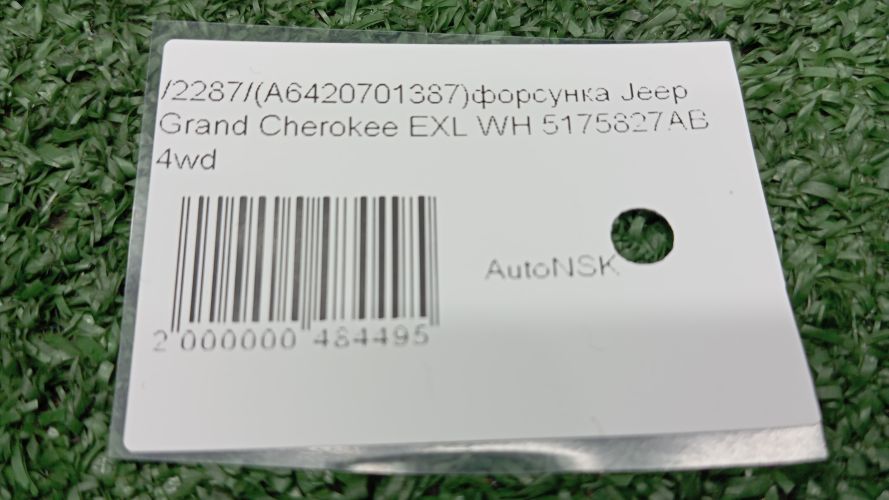 /2287/(A6420701387)форсунка Jeep
Grand Cherokee EXL WH 5175827AB
4wd
AutoNSK
2 000000 484495